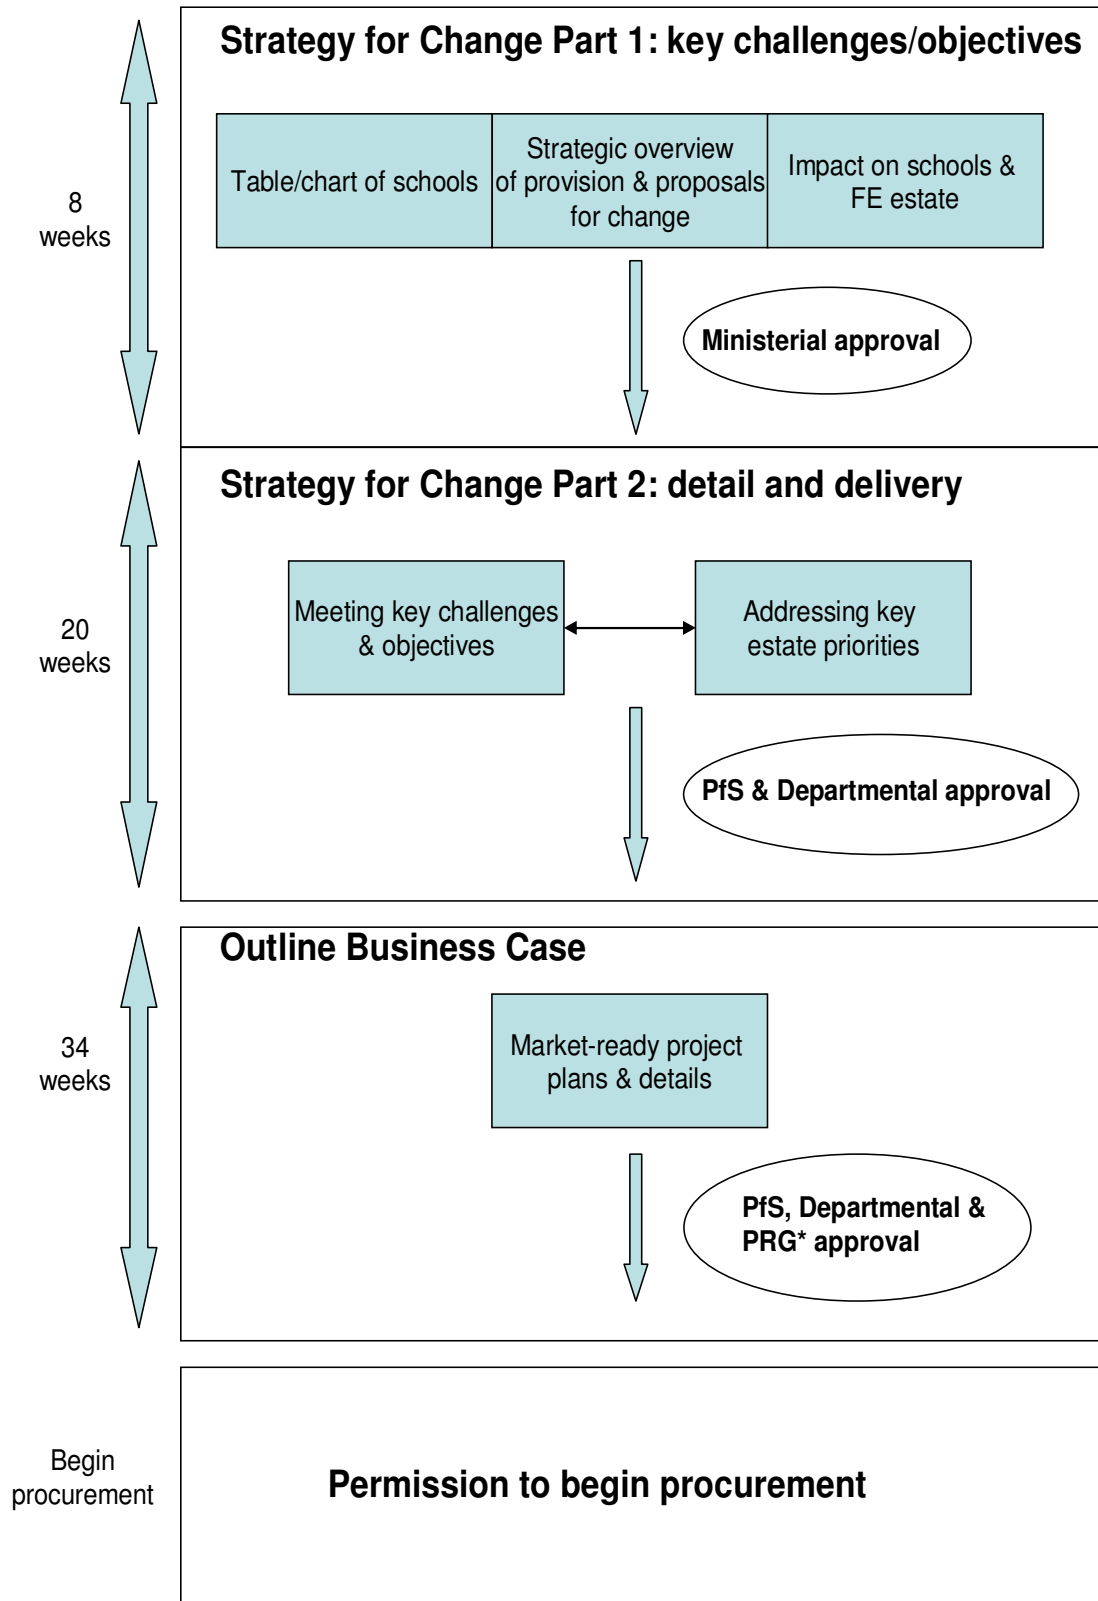 Strategy for Change Part 1: key challenges/objectives
Table/chart of schools
Strategic overview
of provision & proposals
for change
Impact on schools &
FE estate
8
weeks
Ministerial approval
Strategy for Change Part 2: detail and delivery
Meeting key challenges
& objectives
Addressing key
estate priorities
20
weeks
PfS & Departmental approval
Outline Business Case
Market-ready project
plans & details
34
weeks
PfS, Departmental &
PRG* approval
Begin
procurement
Permission to begin procurement